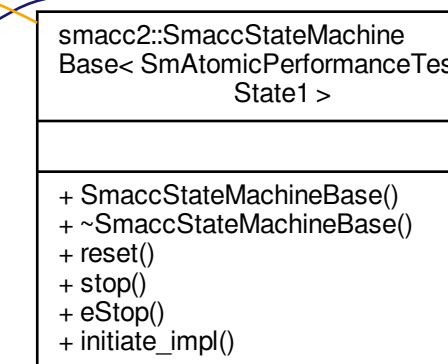 smacc2::SmaccStateMachine
Base< SmAtomicPerformanceTes
State1 >
+ SmaccStateMachineBase()
+ ~SmaccStateMachineBase()
+ reset()
+ stop()
+ eStop()
+ initiate_impl()